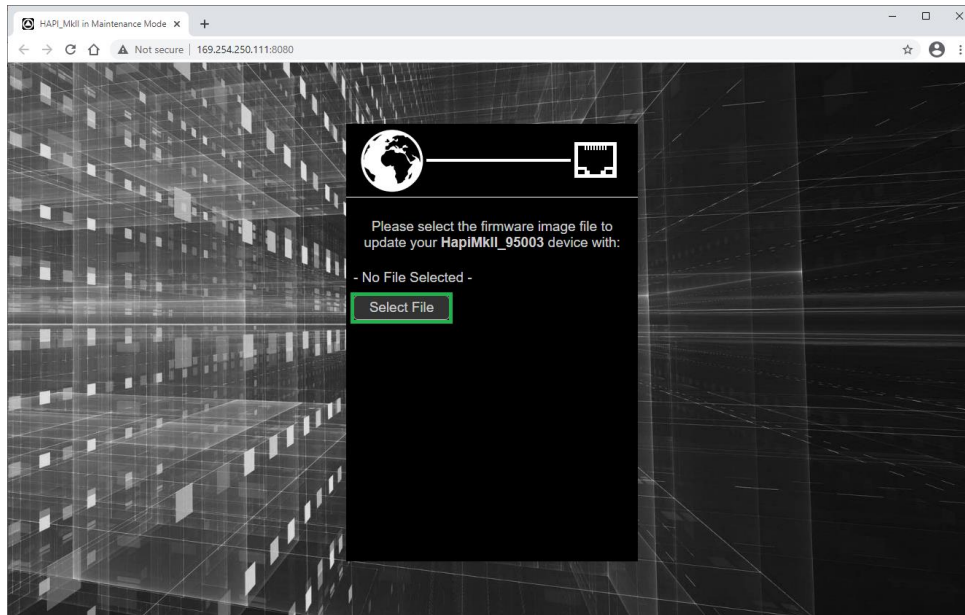 HAPI_MkII in Maintenance Mode
Not secure | 169.254.250.111:8080
Please select the firmware image file to
update your HapiMkII_95003 device with:
- No File Selected -
Select File